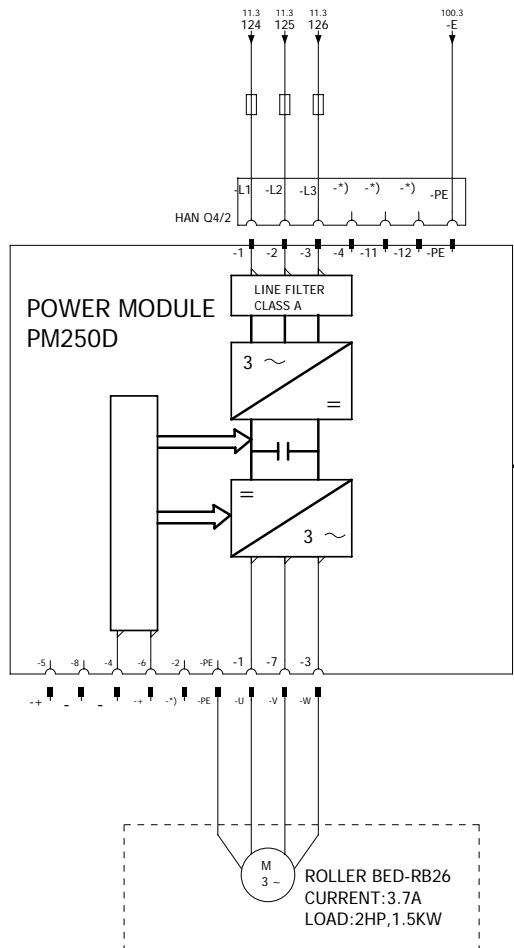 11.3 11.3 11.3 100.3
124 125 126 -E
-L1 -L2 -L3 -*) -*) -*) -PE
HAN Q4/2
-1 -2 -3 -4 -11 -12 -PE
LINE FILTER
CLASS A
POWER MODULE
PM250D
3 ~
=
=
3 ~
-5 -8 -4 -6 -2 -PE -1 -7 -3
-+ - - -+ -*) -PE -U -V -W
M
3 ~
ROLLER BED-RB26
CURRENT:3.7A
LOAD:2HP,1.5KW